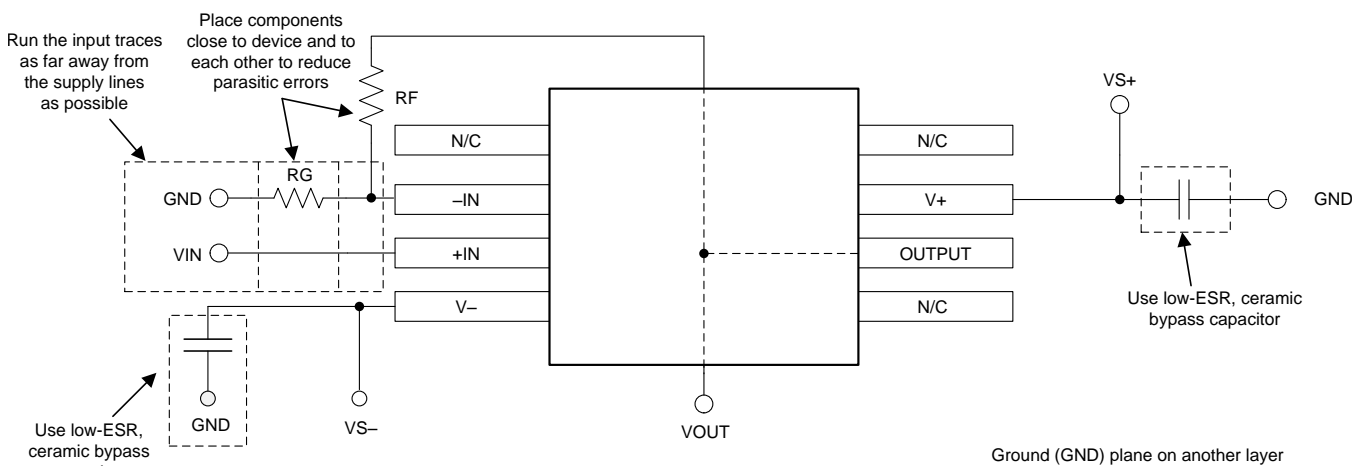 Place components
close to device and to
each other to reduce
parasitic errors
Run the input traces
as far away from
the supply lines
as possible
RF
VS+
N/C
N/C
RG
GND
–IN
V+
GND
VIN
+IN
OUTPUT
V–
N/C
Use low-ESR, ceramic
bypass capacitor
GND
VS–
VOUT
Use low-ESR,
ceramic bypass
Ground (GND) plane on another layer